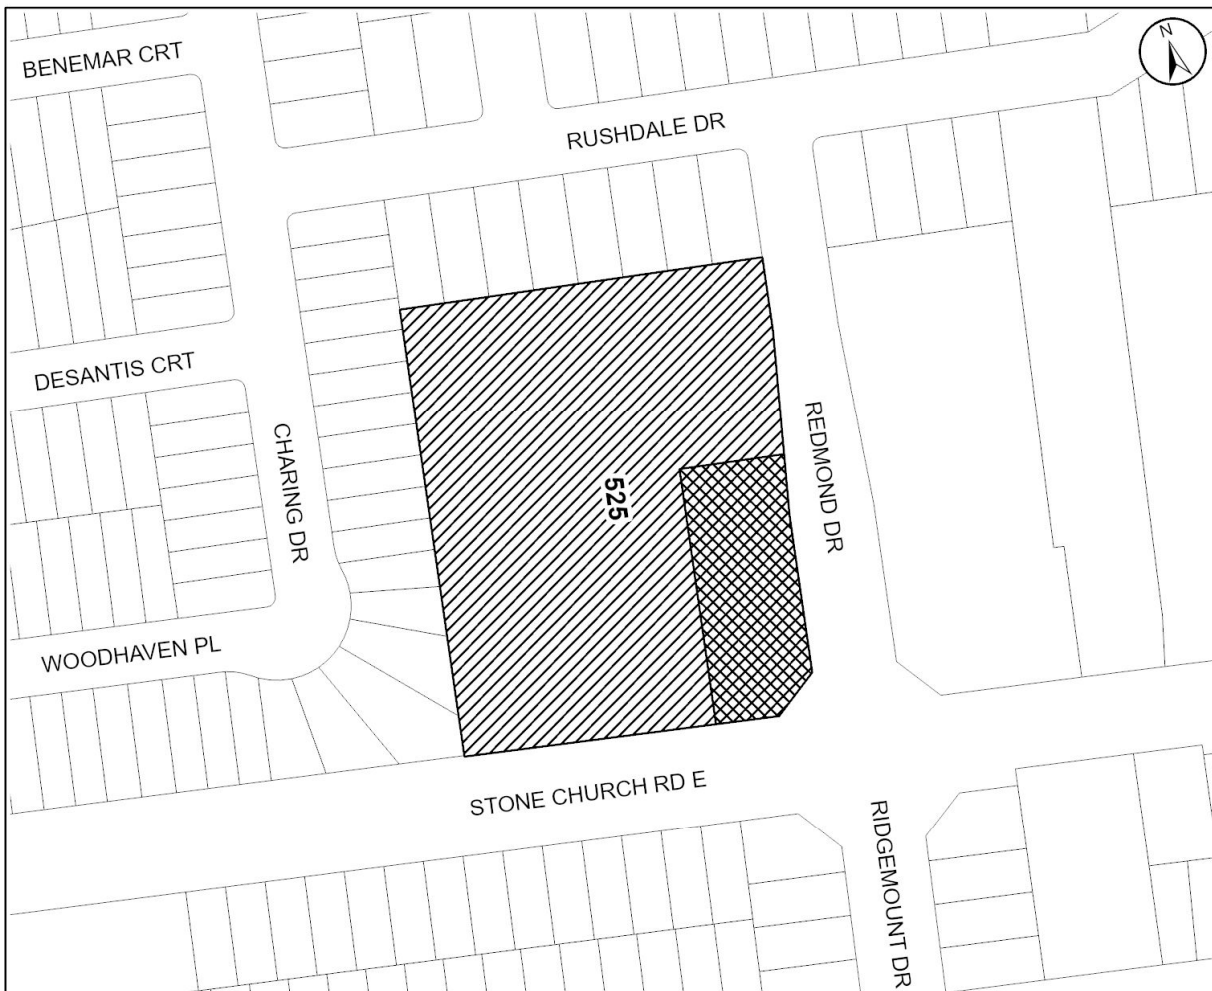 BENEMAR CRT
N
RUSHDALE DR
DESANTIS CRT
CHARING DR
REDMOND DR
525
WOODHAVEN PL
STONE CHURCH RD E
RIDGEMOUNT DR